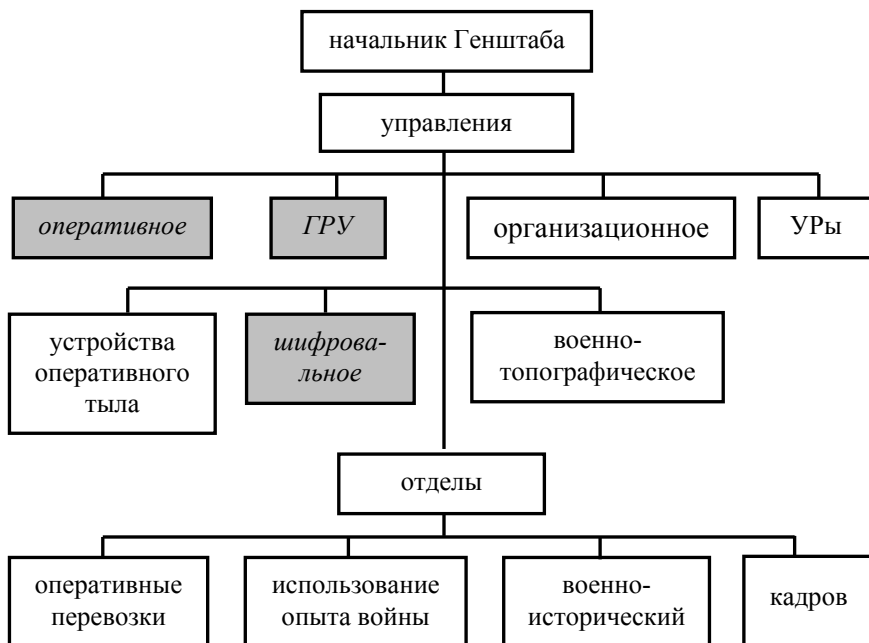 начальник Генштаба
управления
оперативное
ГРУ
организационное
УРы
устройства
оперативного
тыла
шифрова-
льное
военно-
топографическое
отделы
оперативные
перевозки
использование
опыта войны
военно-
исторический
кадров